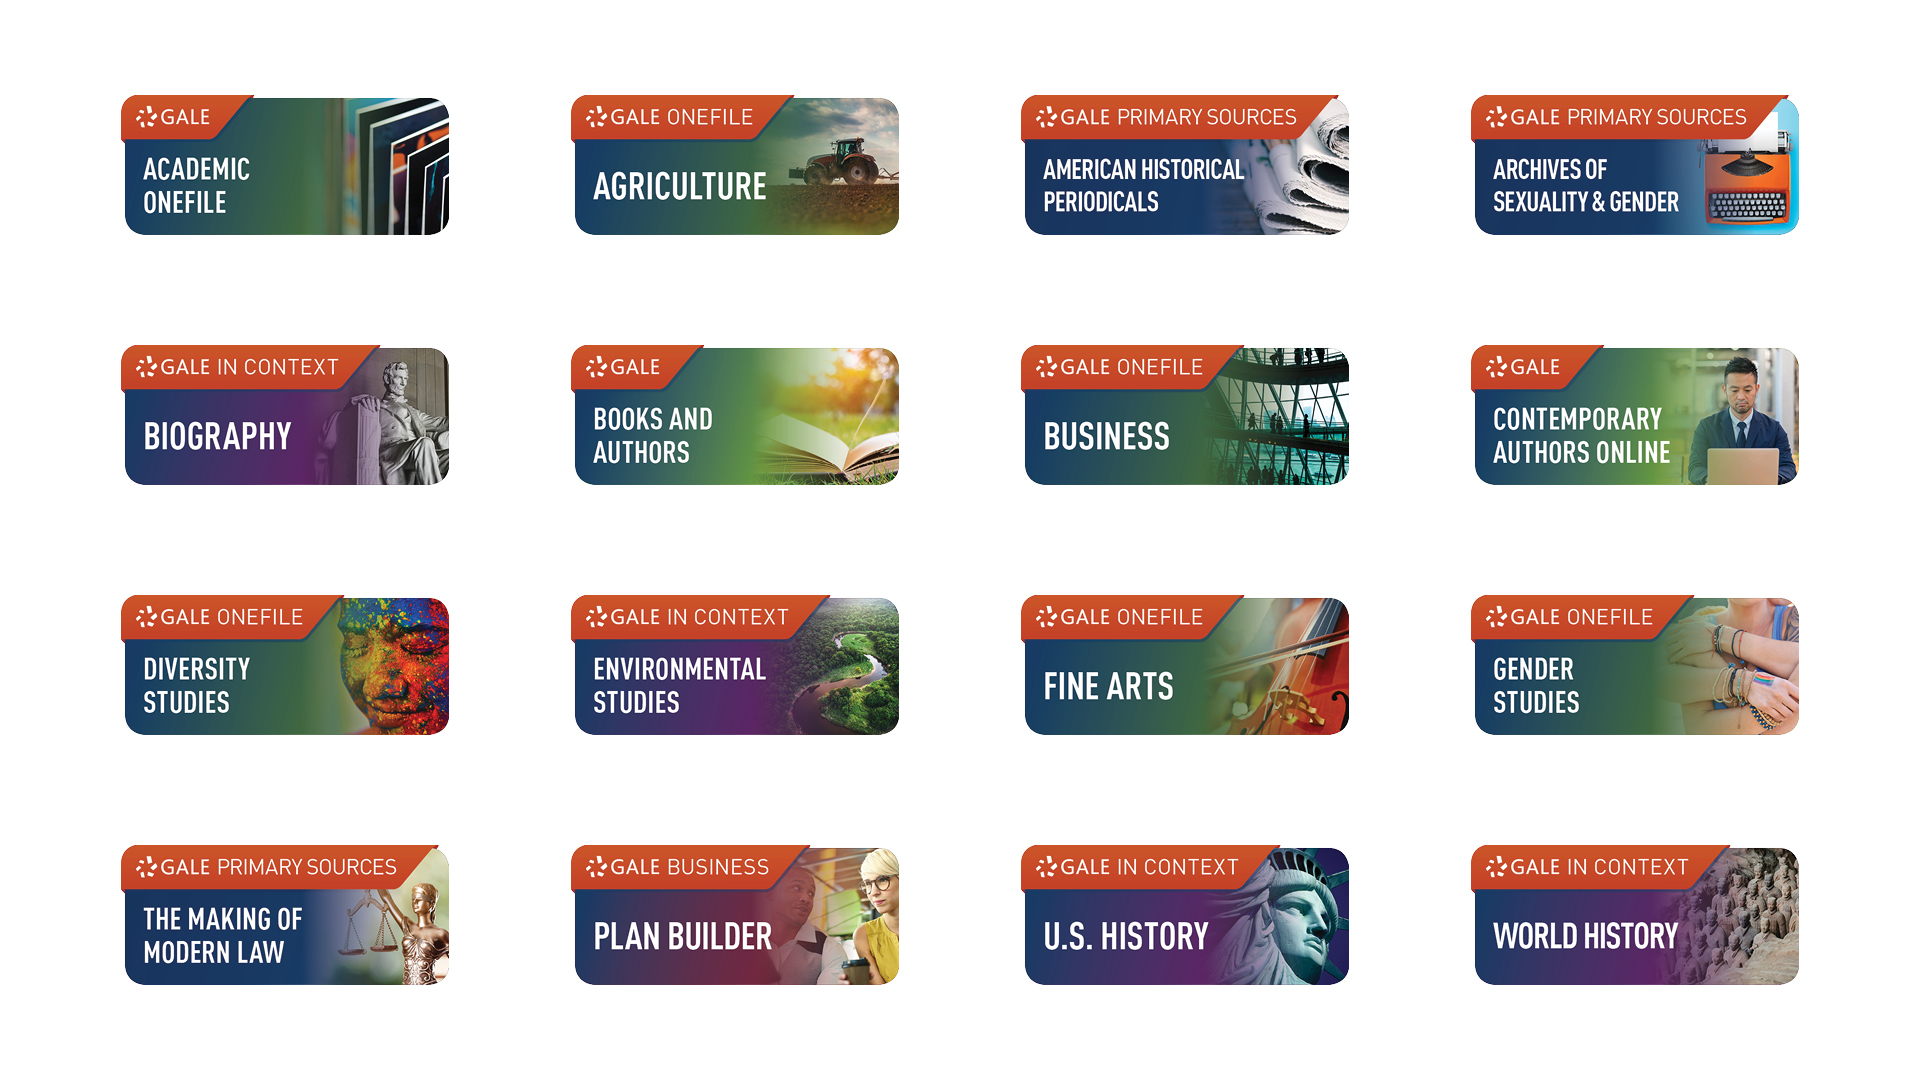 GALE
ACADEMIC
ONEFILE
GALE ONEFILE
AGRICULTURE
GALE PRIMARY SOURCES
AMERICAN HISTORICAL
PERIODICALS
GALE PRIMARY SOURCES
ARCHIVES OF
SEXUALITY & GENDER
GALE IN CONTEXT
BIOGRAPHY
GALE
BOOKS AND
AUTHORS
GALE ONEFILE
BUSINESS
GALE
CONTEMPORARY
AUTHORS ONLINE
GALE ONEFILE
DIVERSITY
STUDIES
GALE IN CONTEXT
ENVIRONMENTAL
STUDIES
GALE ONEFILE
FINE ARTS
GALE ONEFILE
GENDER
STUDIES
GALE PRIMARY SOURCES
THE MAKING OF
MODERN LAW
GALE BUSINESS
PLAN BUILDER
GALE IN CONTEXT
U.S. HISTORY
GALE IN CONTEXT
WORLD HISTORY